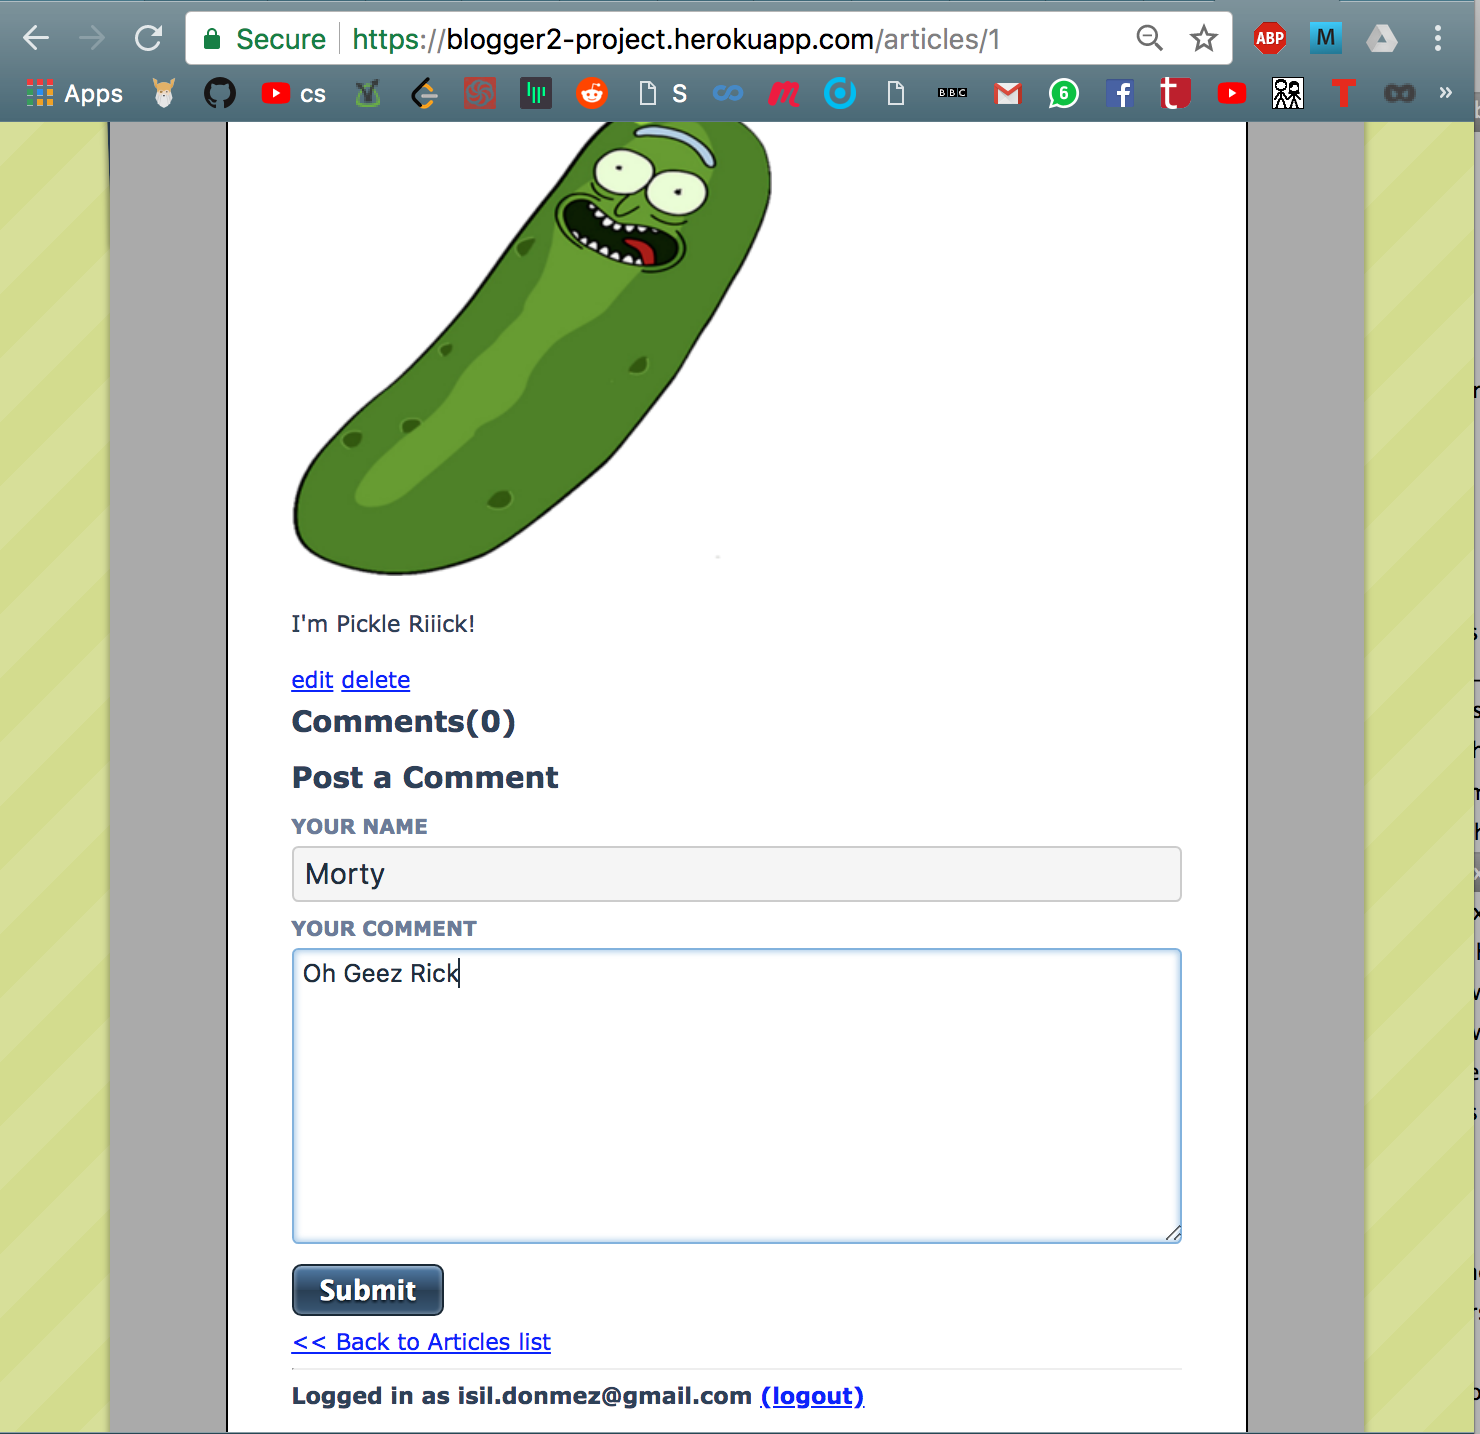 Secure https://blogger2-project.herokuapp.com/articles/1 ABP M
Apps cs S BBC 6 f t T »
I'm Pickle Riiick!
edit delete
Comments(0)
Post a Comment
YOUR NAME
Morty
YOUR COMMENT
Oh Geez Rick
Submit
<< Back to Articles list
Logged in as isil.donmez@gmail.com (logout)